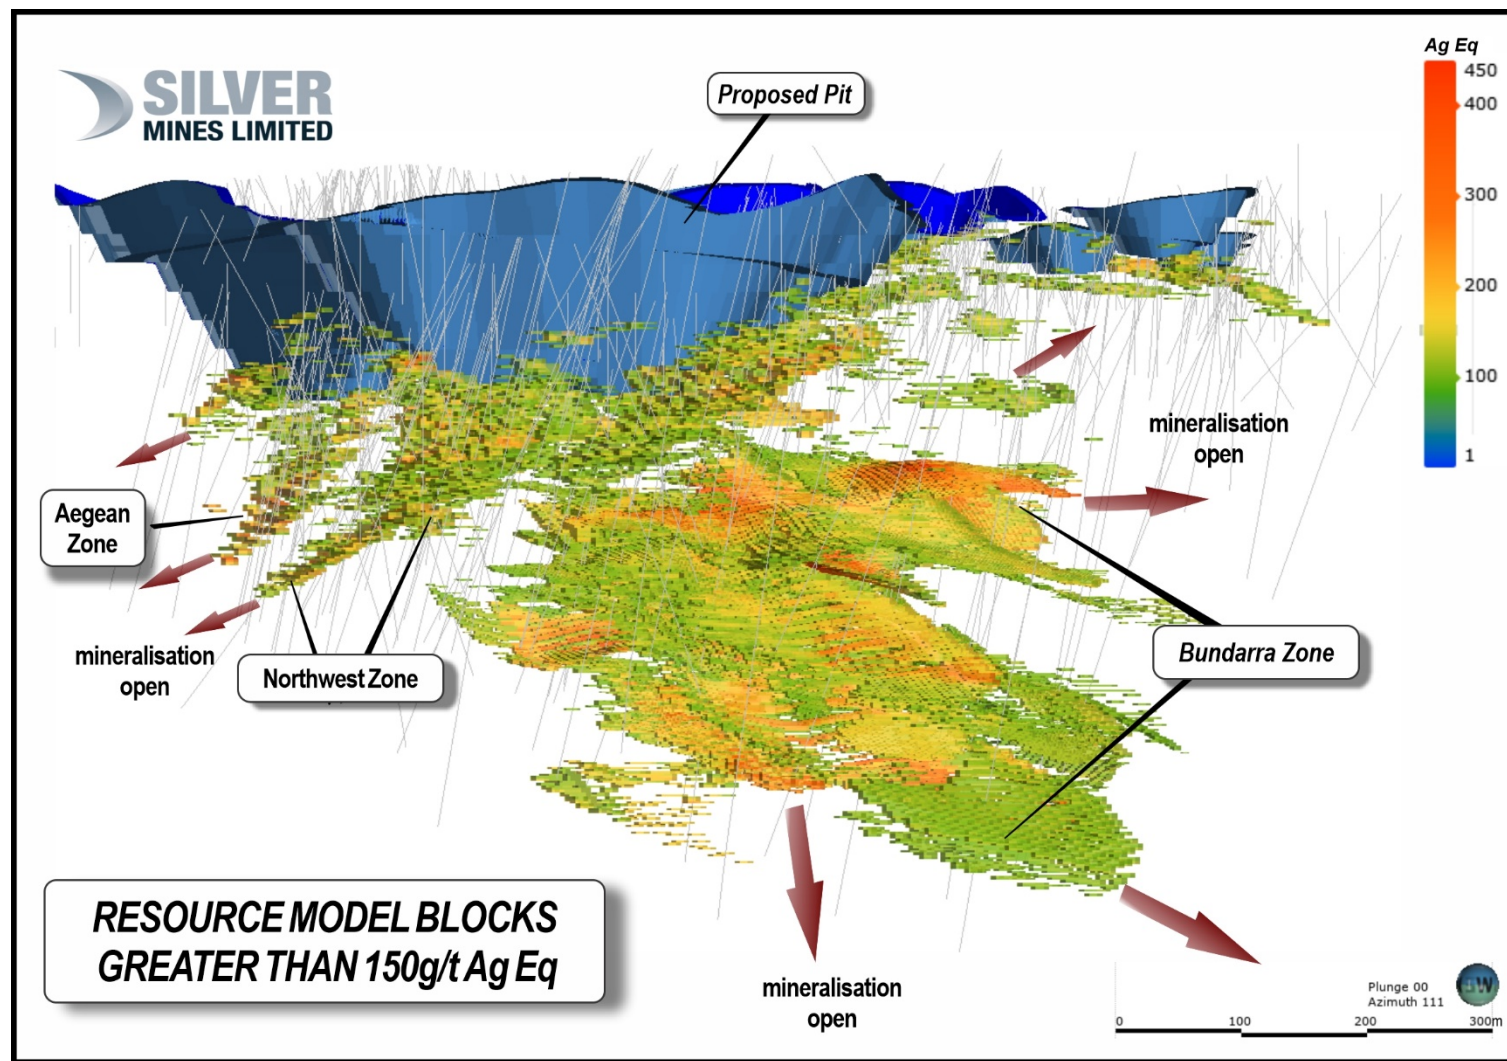 SILVER
MINES LIMITED
Proposed Pit
Ag Eq
450
400
300
200
100
1
mineralisation
open
Aegean
Zone
mineralisation
open
Northwest Zone
Bundarra Zone
RESOURCE MODEL BLOCKS
GREATER THAN 150g/t Ag Eq
mineralisation
open
Plunge 00
Azimuth 111
0 100 200 300m